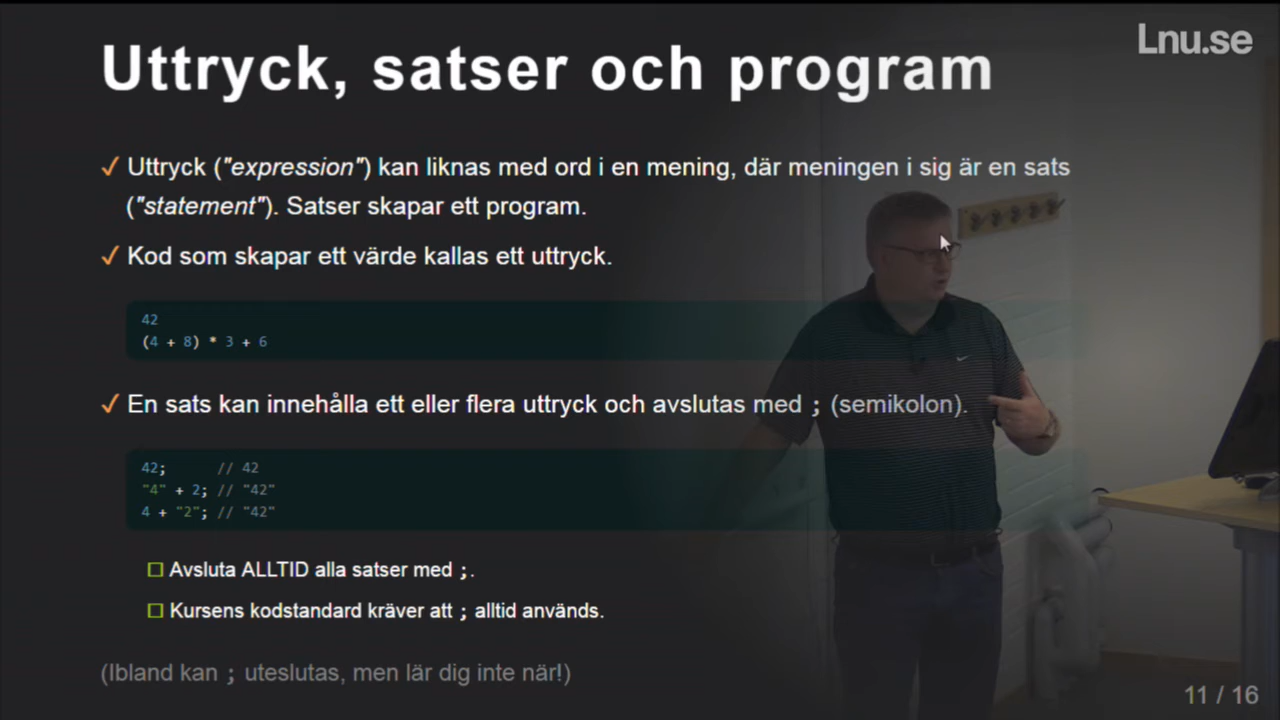 Lnu.se
Uttryck, satser och program
✓ Uttryck ("expression") kan liknas med ord i en mening, där meningen i sig är en sats
("statement"). Satser skapar ett program.
✓ Kod som skapar ett värde kallas ett uttryck.
42
(4 + 8) * 3 + 6
✓ En sats kan innehålla ett eller flera uttryck och avslutas med ; (semikolon).
42;      // 42
"4" + 2; // "42"
4 + "2"; // "42"
Avsluta ALLTID alla satser med ;.
Kursens kodstandard kräver att ; alltid används.
(Ibland kan ; uteslutas, men lär dig inte när!)
11 / 16